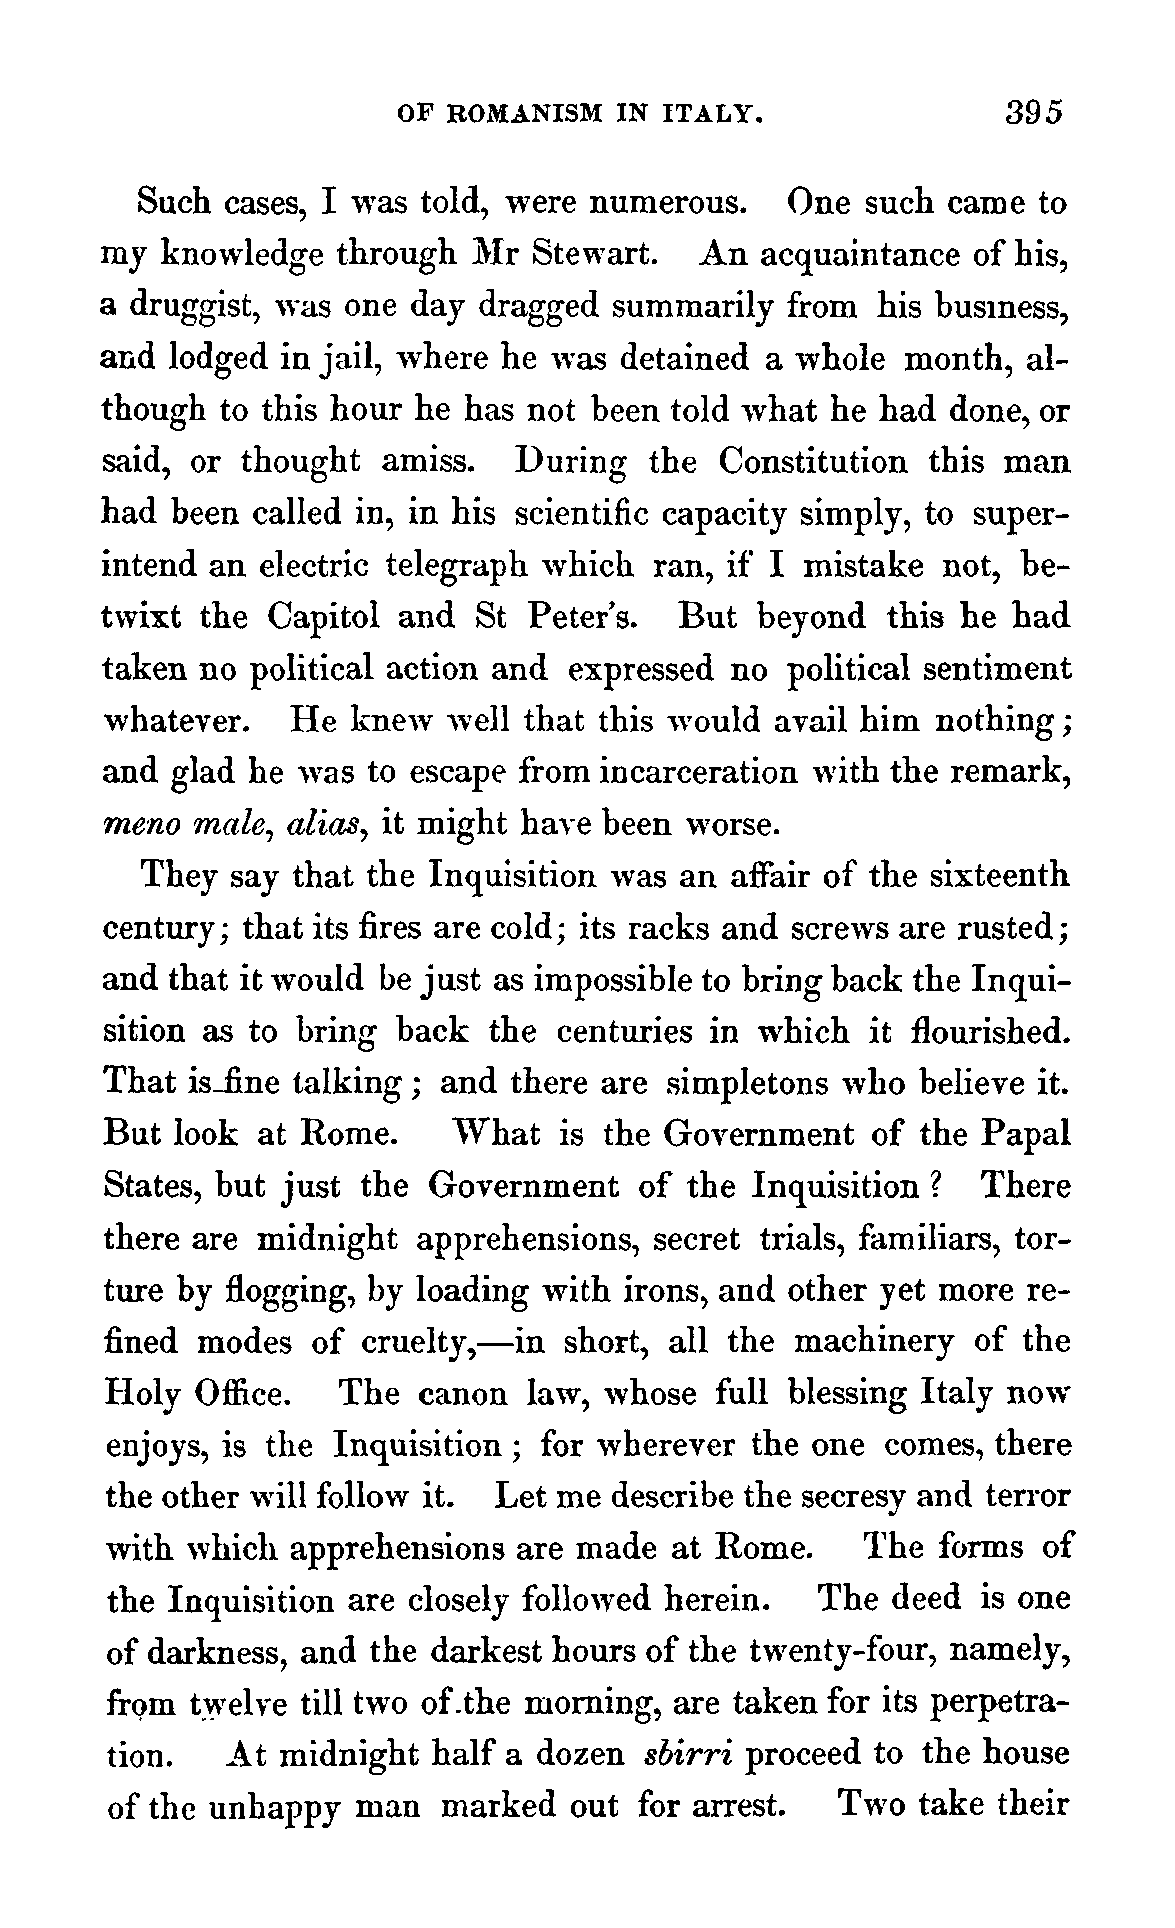 OF ROMANISM IN ITALY. 395
Such cases, I was told, were numerous. One such came to
my knowledge through Mr Stewart. An acquaintance of his,
a druggist, was one day dragged summarily from his business,
and lodged in jail, where he was detained a whole month, al-
though to this hour he has not been told what he had done, or
said, or thought amiss. During the Constitution this man
had been called in, in his scientific capacity simply, to super-
intend an electric telegraph which ran, if I mistake not, be-
twixt the Capitol and St Peter's. But beyond this he had
taken no political action and expressed no political sentiment
whatever. He knew well that this would avail him nothing;
and glad he was to escape from incarceration with the remark,
meno male, alias, it might have been worse.
They say that the Inquisition was an affair of the sixteenth
century; that its fires are cold; its racks and screws are rusted;
and that it would be just as impossible to bring back the Inqui-
sition as to bring back the centuries in which it flourished.
That is fine talking; and there are simpletons who believe it.
But look at Rome. What is the Government of the Papal
States, but just the Government of the Inquisition? There
there are midnight apprehensions, secret trials, familiars, tor-
ture by flogging, by loading with irons, and other yet more re-
fined modes of cruelty,—in short, all the machinery of the
Holy Office. The canon law, whose full blessing Italy now
enjoys, is the Inquisition; for wherever the one comes, there
the other will follow it. Let me describe the secresy and terror
with which apprehensions are made at Rome. The forms of
the Inquisition are closely followed herein. The deed is one
of darkness, and the darkest hours of the twenty-four, namely,
from twelve till two of the morning, are taken for its perpetra-
tion. At midnight half a dozen sbirri proceed to the house
of the unhappy man marked out for arrest. Two take their